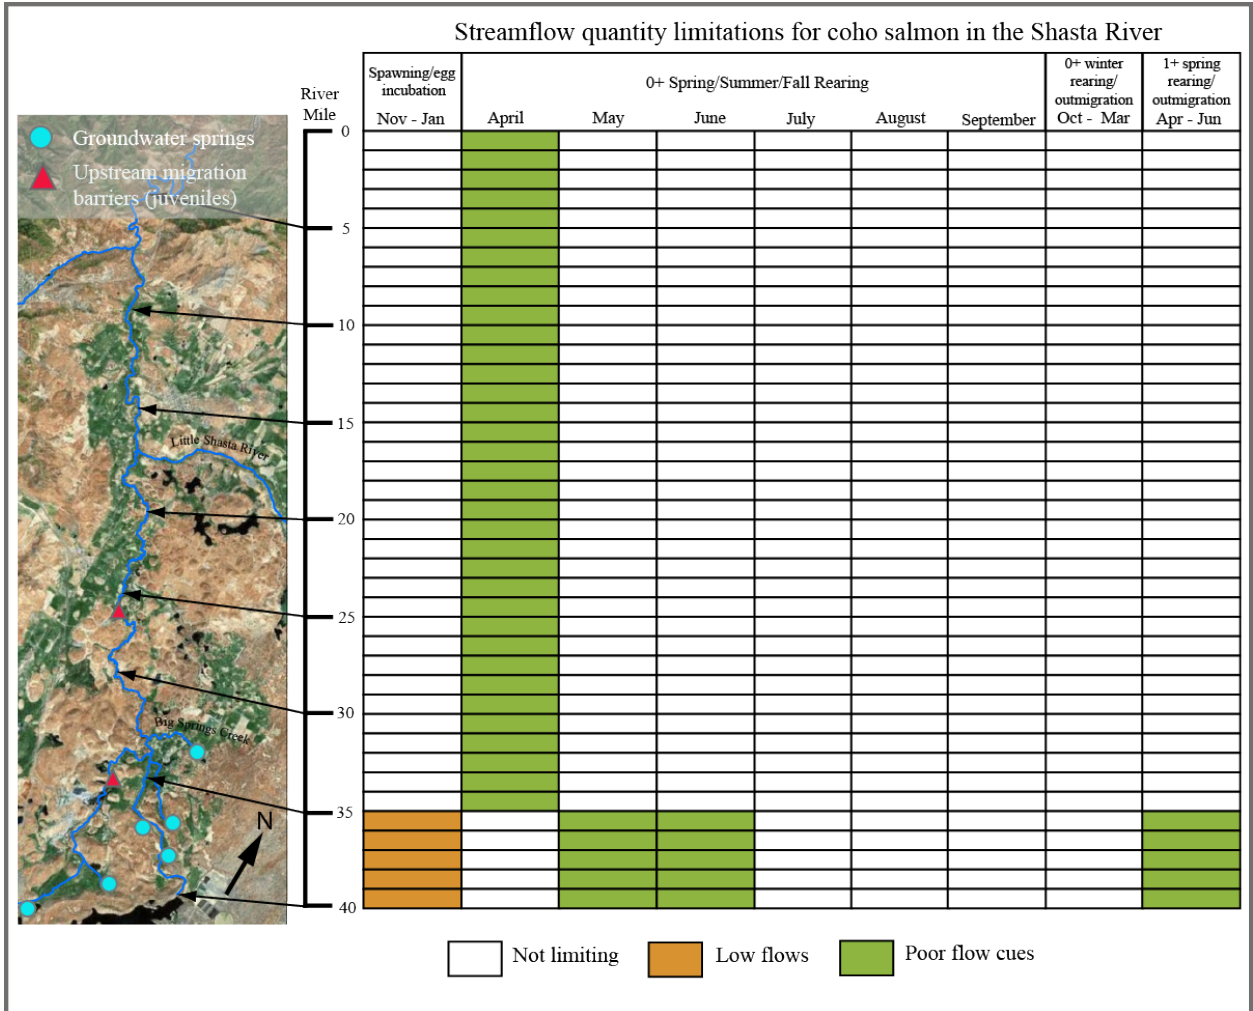 Streamflow quantity limitations for coho salmon in the Shasta River
Spawning/egg
incubation
Nov - Jan
0+ Spring/Summer/Fall Rearing
April May June July August September
0+ winter
rearing/
outmigration
Oct - Mar
1+ spring
rearing/
outmigration
Apr - Jun
River
Mile
0
5
10
15
20
25
30
35
40
Groundwater springs
Upstream migration
barriers (juveniles)
Little Shasta River
Big Springs Creek
N
Not limiting
Low flows
Poor flow cues